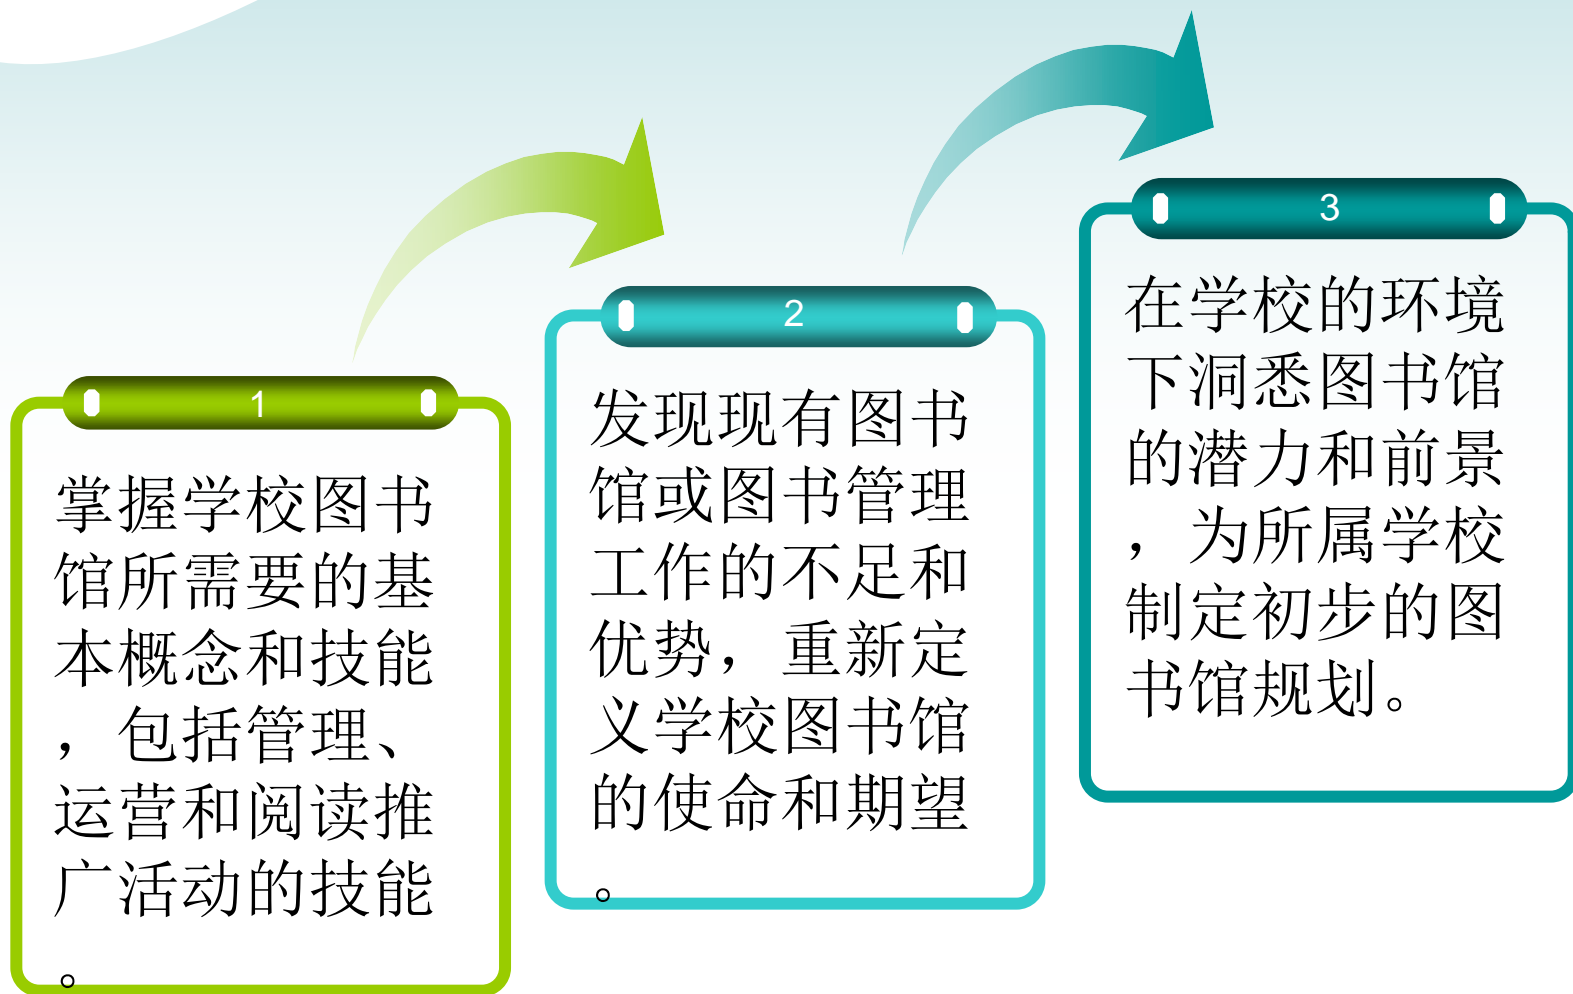 1
掌握学校图书
馆所需要的基
本概念和技能
，包括管理、
运营和阅读推
广活动的技能
。
2
发现现有图书
馆或图书管理
工作的不足和
优势，重新定
义学校图书馆
的使命和期望
。
3
在学校的环境
下洞悉图书馆
的潜力和前景
，为所属学校
制定初步的图
书馆规划。